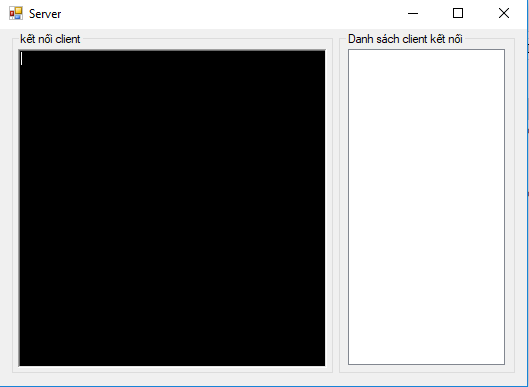 Server
kết nối client
Danh sách client kết nối